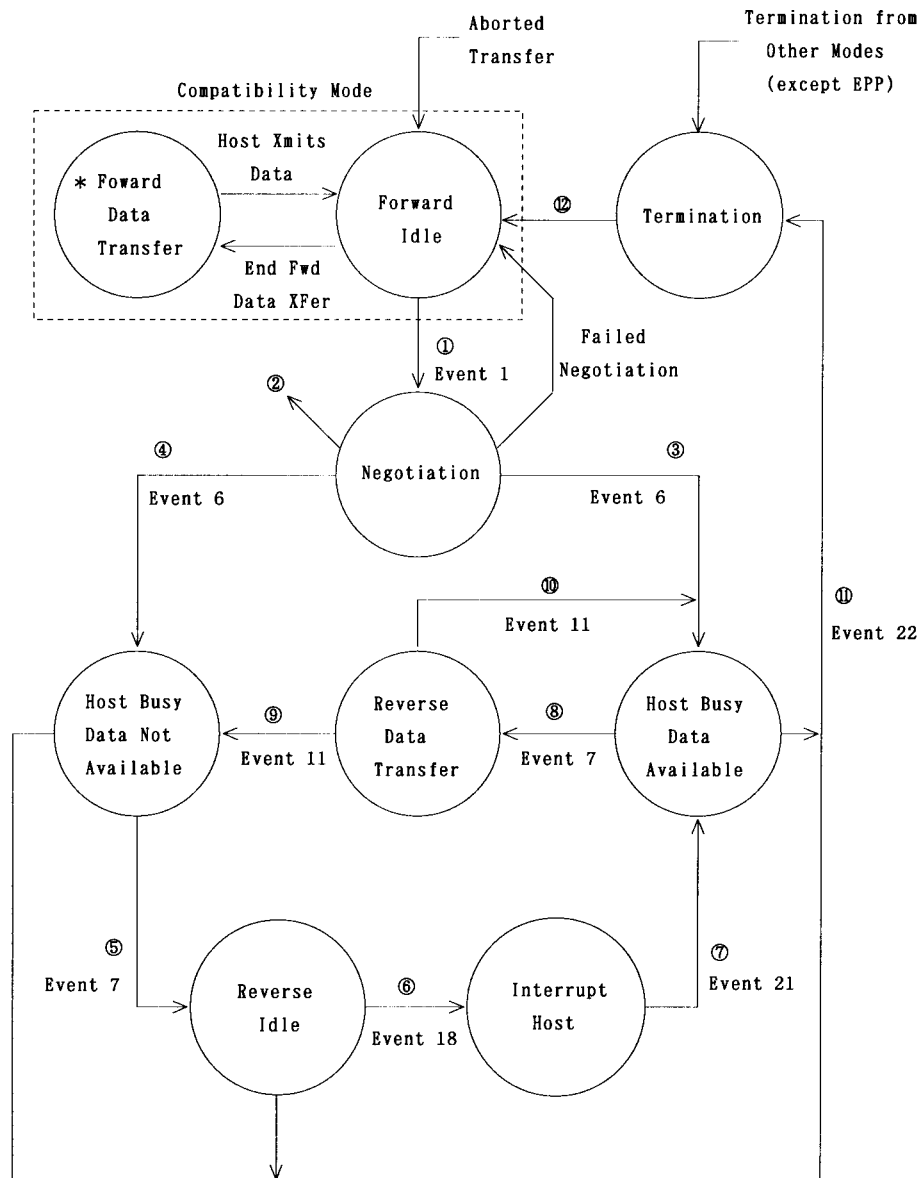 Aborted
Transfer
Termination from
Other Modes
(except EPP)
Compatibility Mode
Host Xmits
Data
* Foward
Data
Transfer
Forward
Idle
⑫
Termination
End Fwd
Data XFer
①
Event 1
Failed
Negotiation
②
④
Event 6
Negotiation
③
Event 6
⑩
Event 11
⑪
Event 22
Host Busy
Data Not
Available
⑨
Event 11
Reverse
Data
Transfer
⑧
Event 7
Host Busy
Data
Available
⑤
Event 7
Reverse
Idle
⑥
Event 18
Interrupt
Host
⑦
Event 21